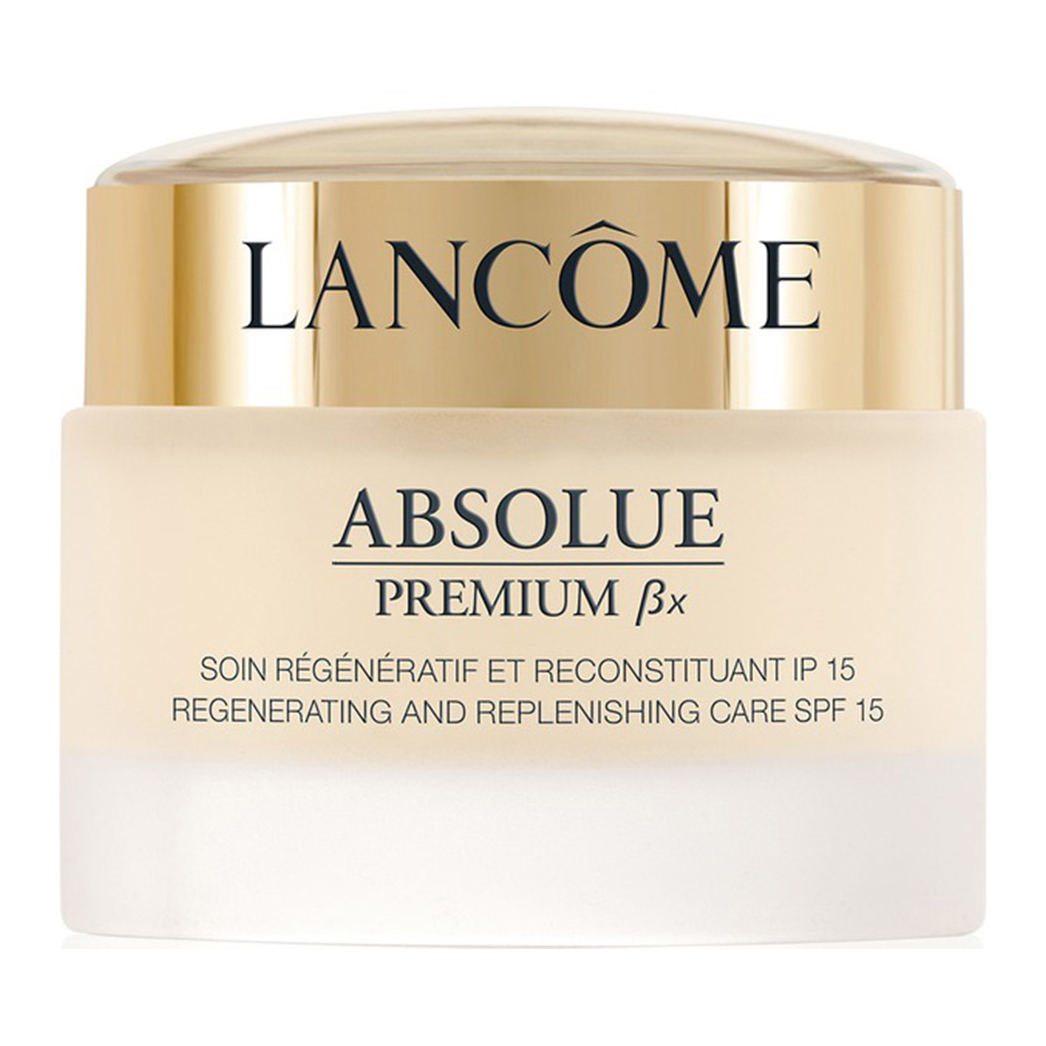 LANCÔME
ABSOLUE
PREMIUM βx
SOIN RÉGÉNÉRATIF ET RECONSTITUANT IP 15
REGENERATING AND REPLENISHING CARE SPF 15